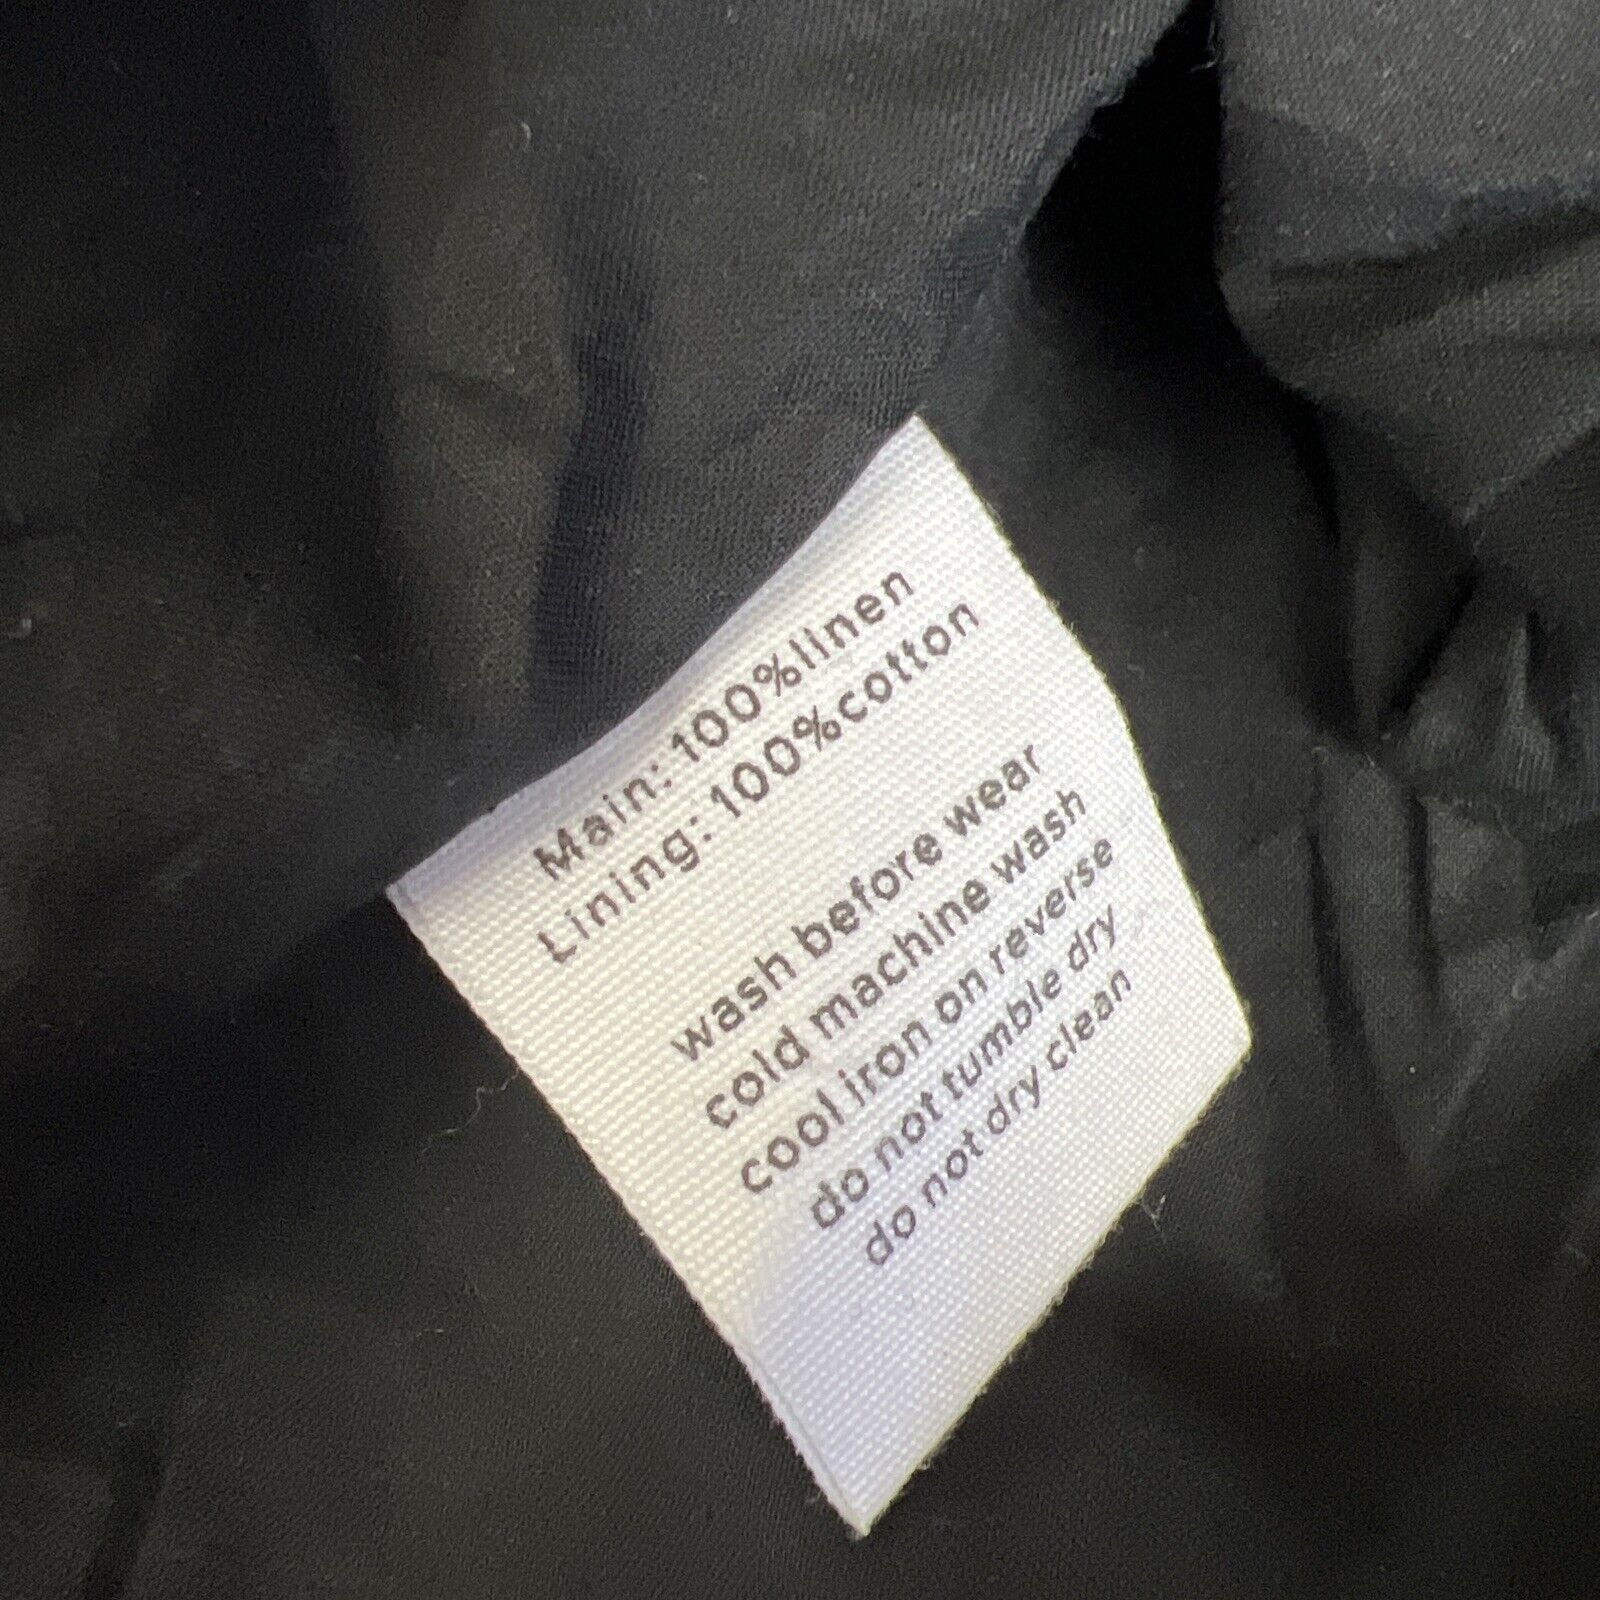 Main: 100%linen
Lining: 100%cotton
wash before wear
cold machine wash
cool iron on reverse
do not tumble dry
do not dry clean